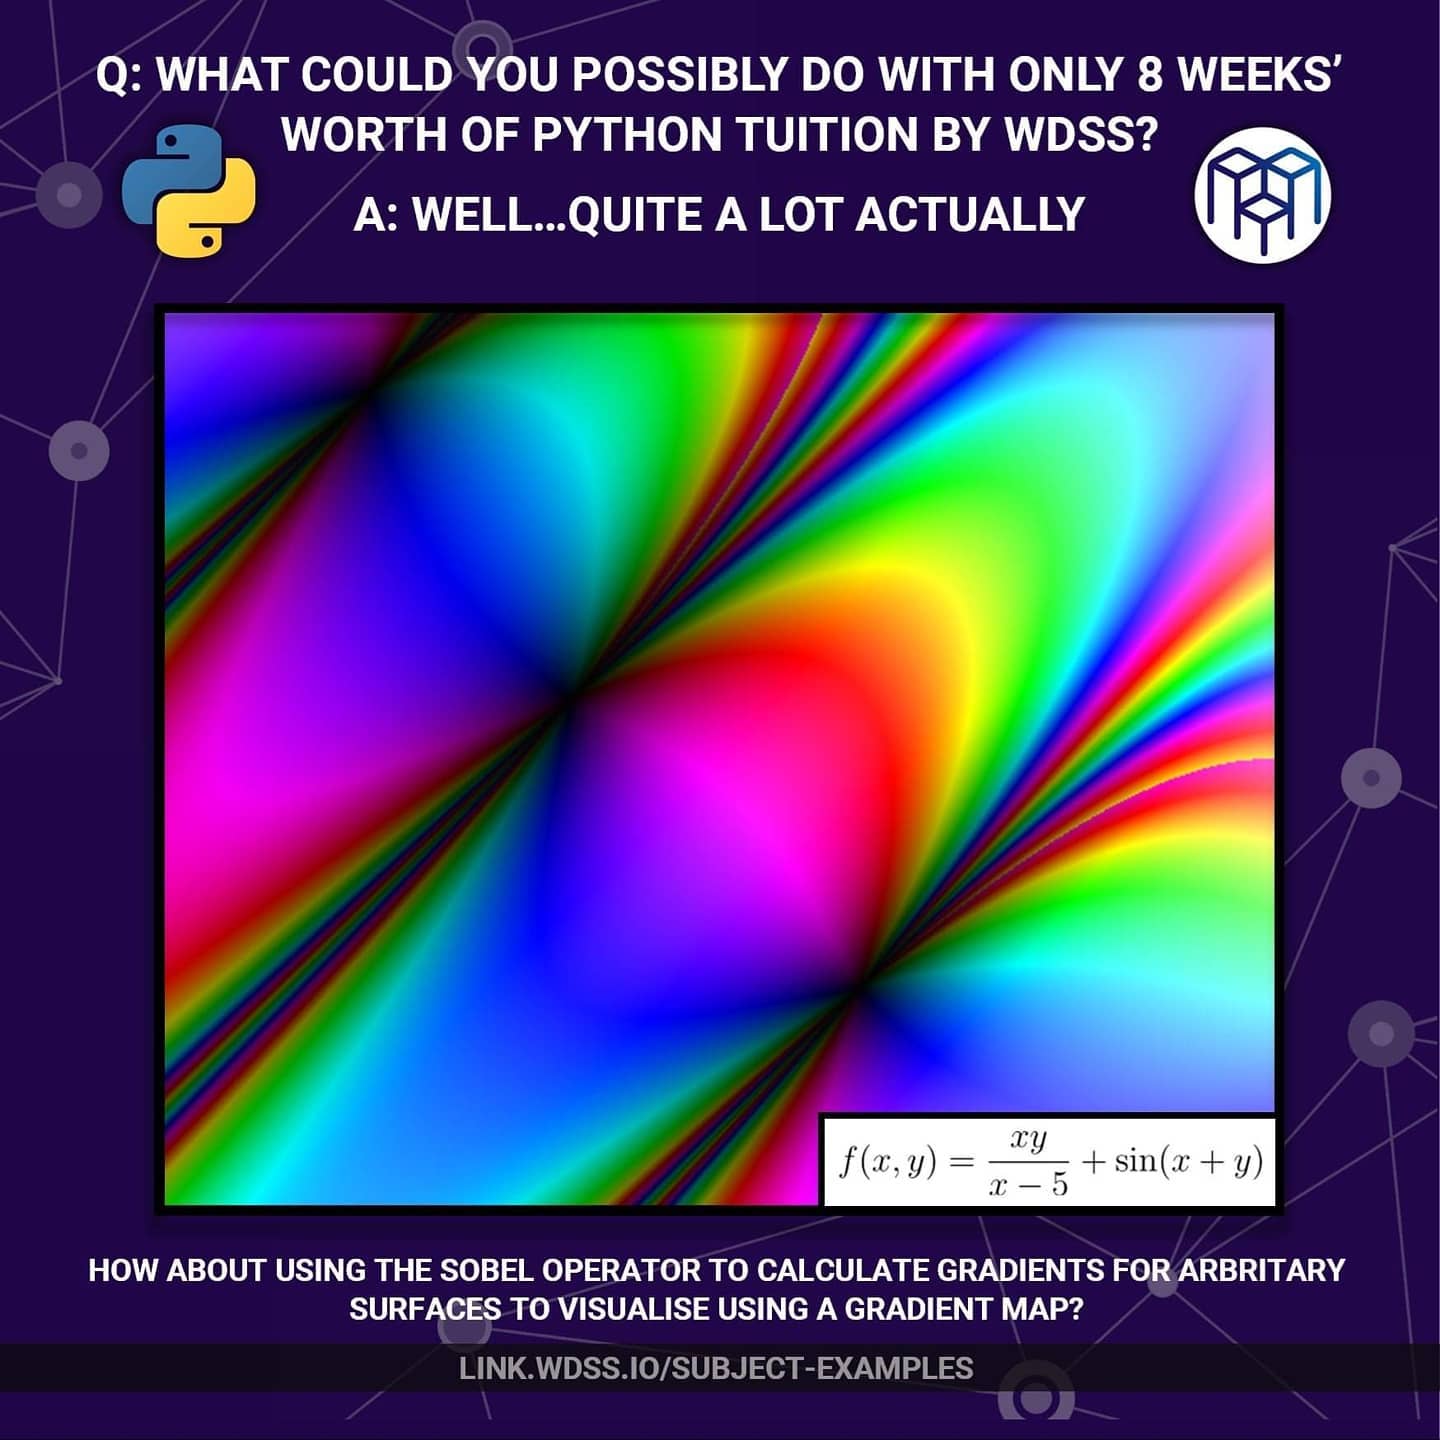 Q: WHAT COULD YOU POSSIBLY DO WITH ONLY 8 WEEKS’
WORTH OF PYTHON TUITION BY WDSS?
A: WELL...QUITE A LOT ACTUALLY
f(x, y) = xy / (x − 5) + sin(x + y)
HOW ABOUT USING THE SOBEL OPERATOR TO CALCULATE GRADIENTS FOR ARBRITARY
SURFACES TO VISUALISE USING A GRADIENT MAP?
LINK.WDSS.IO/SUBJECT-EXAMPLES